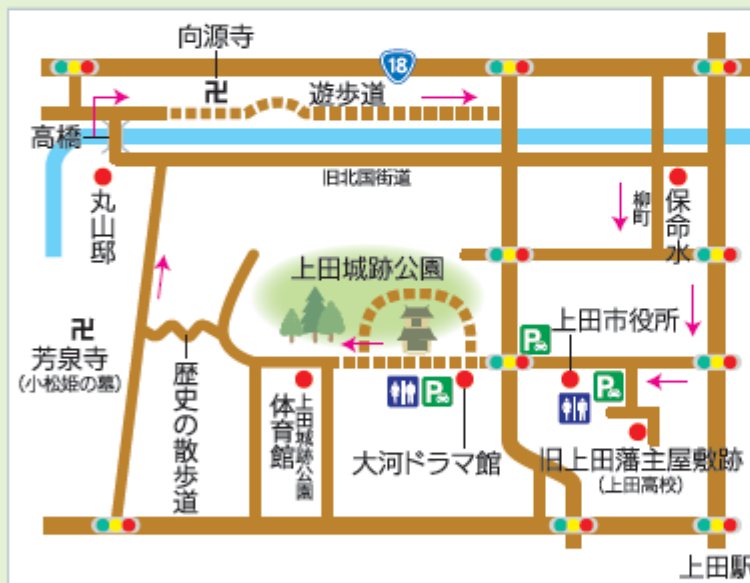 向源寺
18
遊歩道
高橋
旧北国街道
丸山邸
柳町
保命水
上田城跡公園
上田市役所
芳泉寺
(小松姫の墓)
歴史の散歩道
上田城跡公園
体育館
P
P
P
大河ドラマ館
旧上田藩主屋敷跡
(上田高校)
上田駅